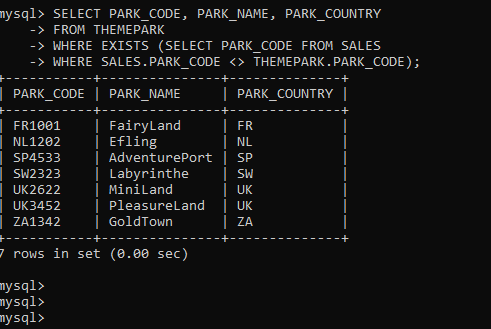 mysql> SELECT PARK_CODE, PARK_NAME, PARK_COUNTRY
-> FROM THEMEPARK
-> WHERE EXISTS (SELECT PARK_CODE FROM SALES
-> WHERE SALES.PARK_CODE <> THEMEPARK.PARK_CODE);
+-----------+---------------+--------------+
| PARK_CODE | PARK_NAME | PARK_COUNTRY |
+-----------+---------------+--------------+
| FR1001 | FairyLand | FR |
| NL1202 | Efling | NL |
| SP4533 | AdventurePort | SP |
| SW2323 | Labyrinthe | SW |
| UK2622 | MiniLand | UK |
| UK3452 | PleasureLand | UK |
| ZA1342 | GoldTown | ZA |
+-----------+---------------+--------------+
7 rows in set (0.00 sec)
mysql>
mysql>
mysql>